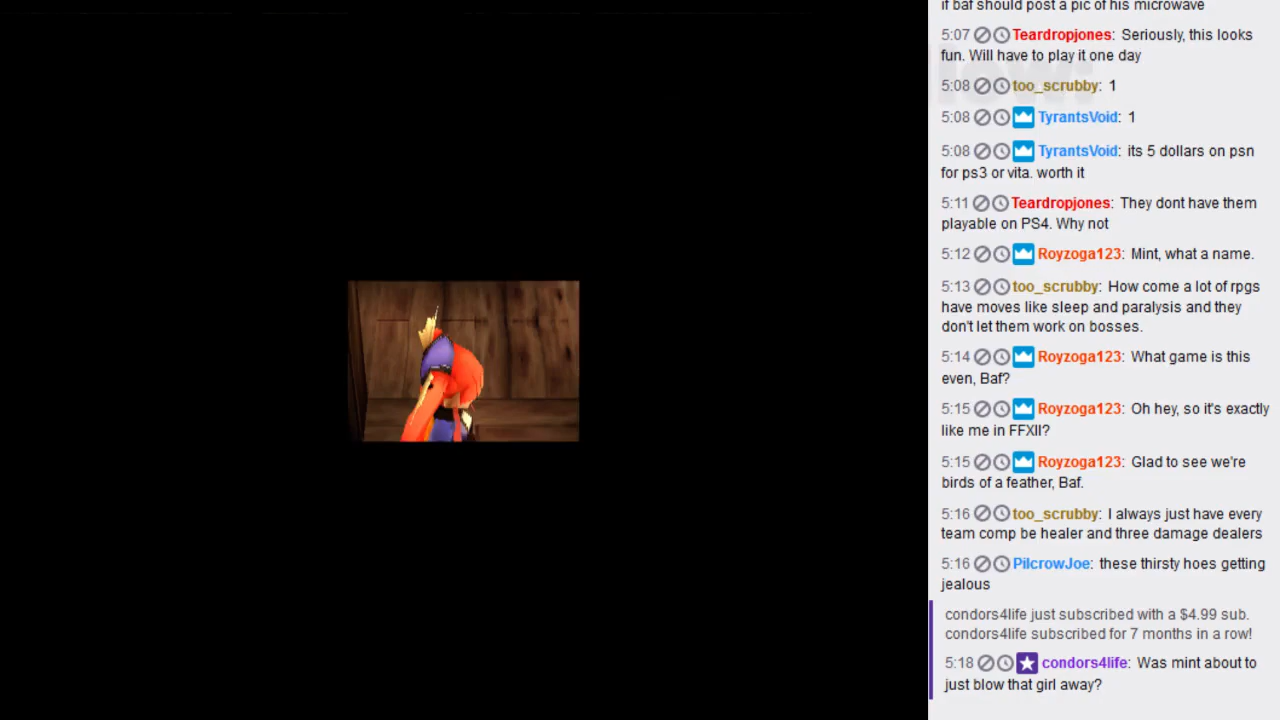 if baf should post a pic of his microwave
5:07 Teardropjones: Seriously, this looks
fun. Will have to play it one day
5:08 too_scrubby: 1
5:08 TyrantsVoid: 1
5:08 TyrantsVoid: its 5 dollars on psn
for ps3 or vita. worth it
5:11 Teardropjones: They dont have them
playable on PS4. Why not
5:12 Royzoga123: Mint, what a name.
5:13 too_scrubby: How come a lot of rpgs
have moves like sleep and paralysis and they
don't let them work on bosses.
5:14 Royzoga123: What game is this
even, Baf?
5:15 Royzoga123: Oh hey, so it's exactly
like me in FFXII?
5:15 Royzoga123: Glad to see we're
birds of a feather, Baf.
5:16 too_scrubby: I always just have every
team comp be healer and three damage dealers
5:16 PilcrowJoe: these thirsty hoes getting
jealous
condors4life just subscribed with a $4.99 sub.
condors4life subscribed for 7 months in a row!
5:18 condors4life: Was mint about to
just blow that girl away?